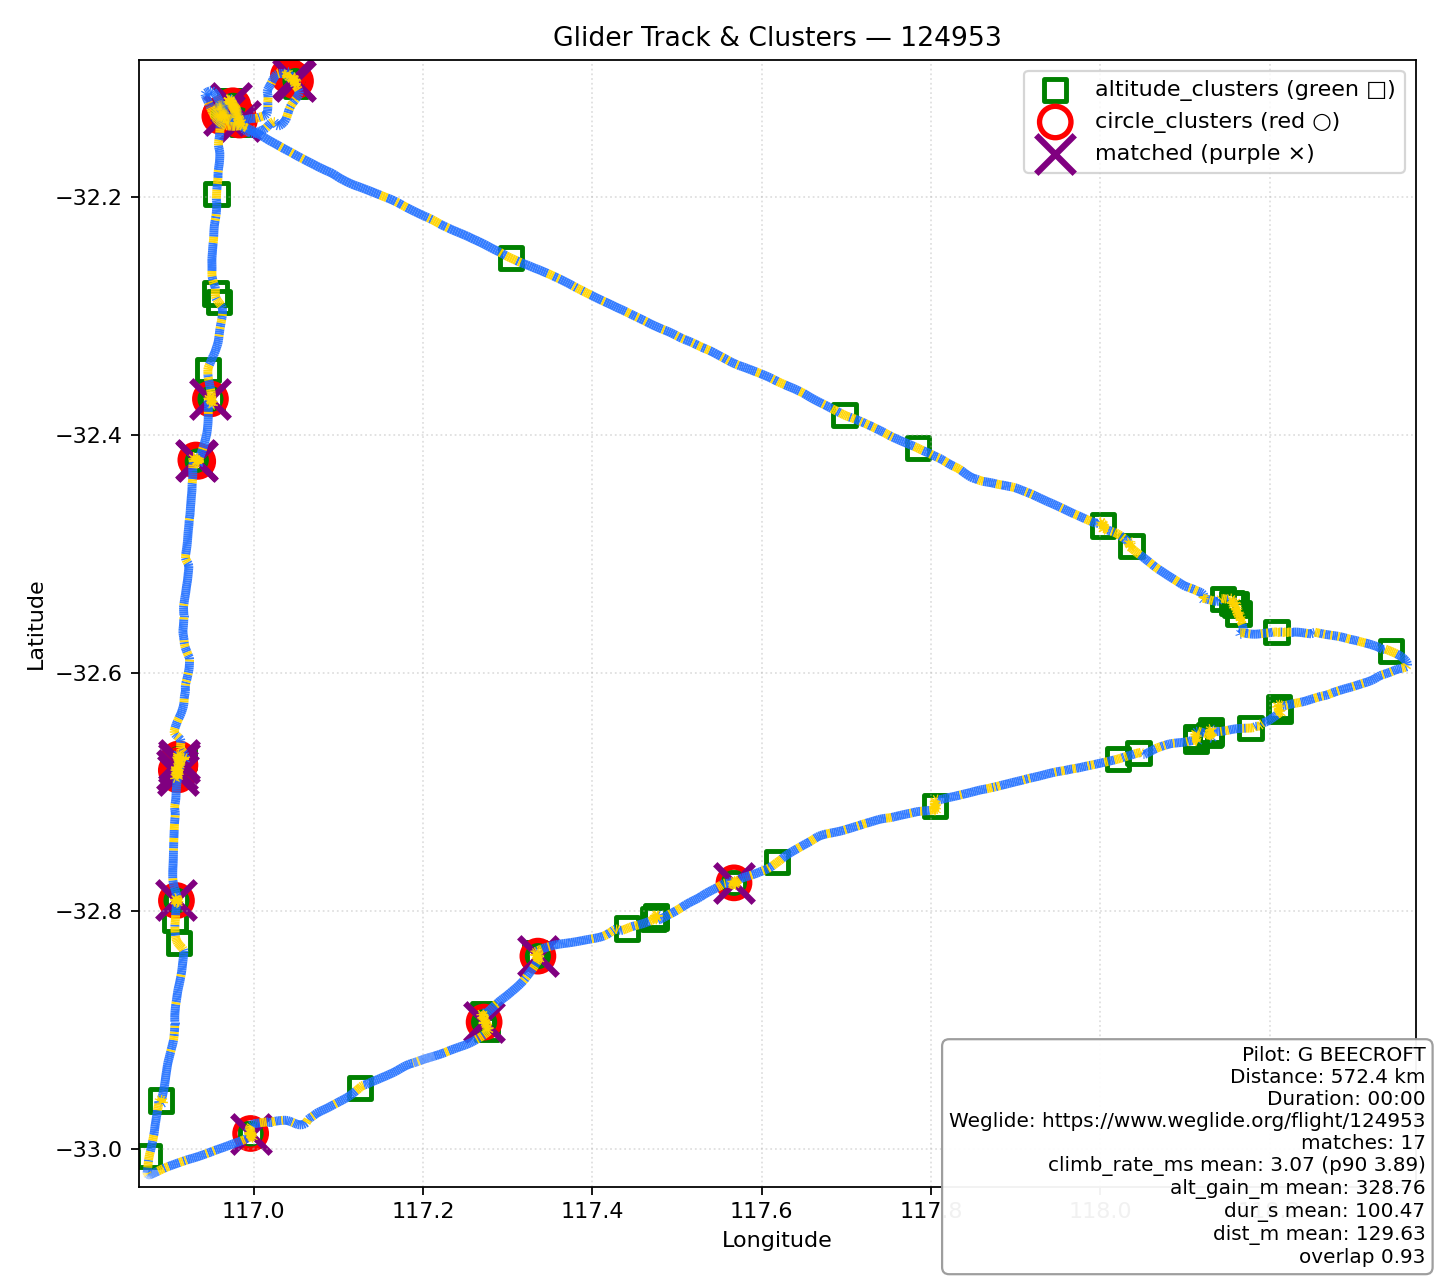 Glider Track & Clusters — 124953
altitude_clusters (green □)
circle_clusters (red ○)
matched (purple ×)
−32.2
−32.4
−32.6
−32.8
−33.0
Latitude
117.0
117.2
117.4
117.6
117.8
118.0
Longitude
Pilot: G BEECROFT
Distance: 572.4 km
Duration: 00:00
Weglide: https://www.weglide.org/flight/124953
matches: 17
climb_rate_ms mean: 3.07 (p90 3.89)
alt_gain_m mean: 328.76
dur_s mean: 100.47
dist_m mean: 129.63
overlap 0.93